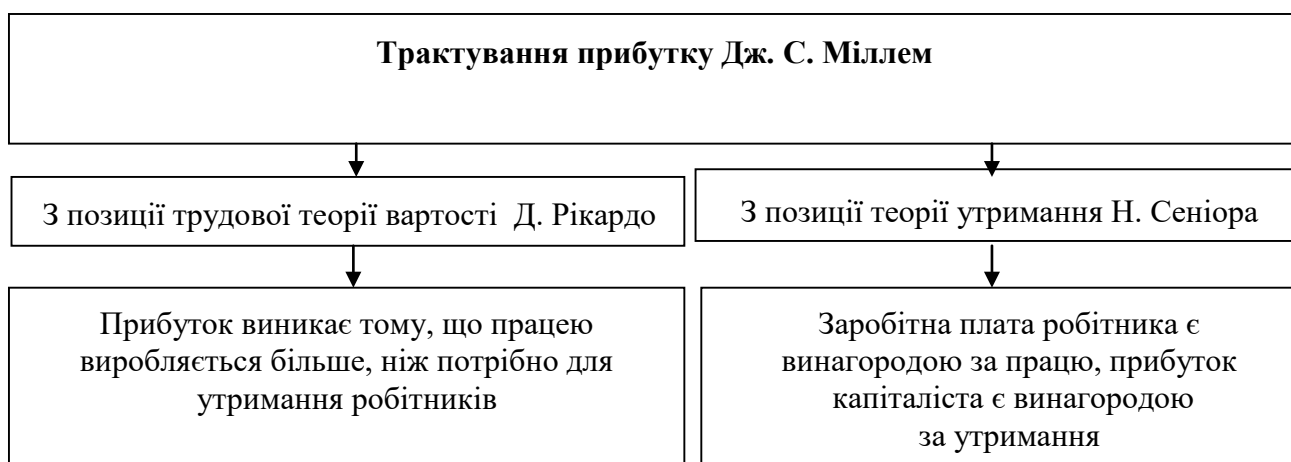 Трактування прибутку Дж. С. Міллем
З позиції трудової теорії вартості Д. Рікардо
З позиції теорії утримання Н. Сеніора
Прибуток виникає тому, що працею
виробляється більше, ніж потрібно для
утримання робітників
Заробітна плата робітника є
винагородою за працю, прибуток
капіталіста є винагородою
за утримання